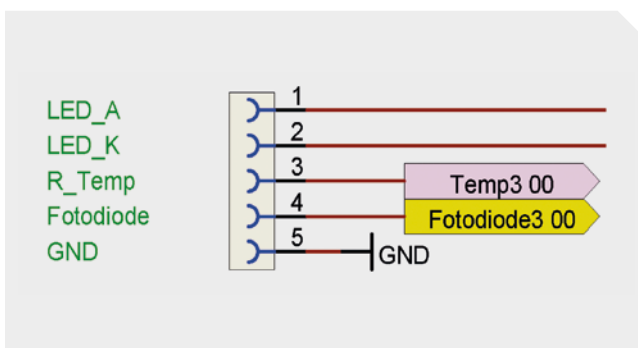 LED_A 1
LED_K 2
R_Temp 3 Temp3 00
Fotodiode 4 Fotodiode3 00
GND 5 GND